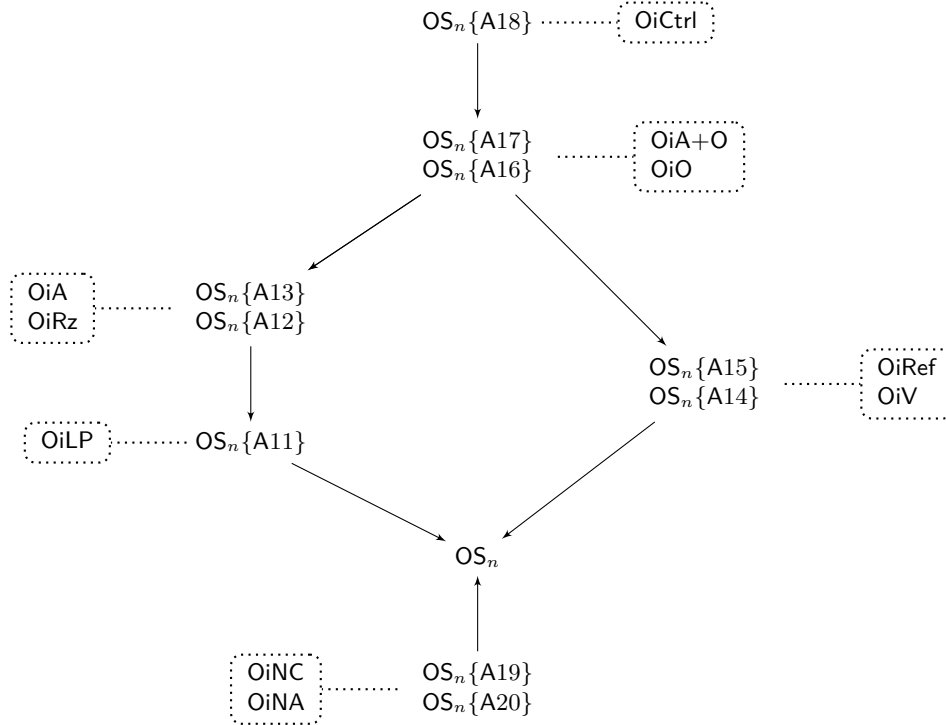 OSₙ{A18}
OiCtrl
OSₙ{A17}
OSₙ{A16}
OiA+O
OiO
OiA
OiRz
OSₙ{A13}
OSₙ{A12}
OSₙ{A15}
OSₙ{A14}
OiRef
OiV
OiLP
OSₙ{A11}
OSₙ
OiNC
OiNA
OSₙ{A19}
OSₙ{A20}